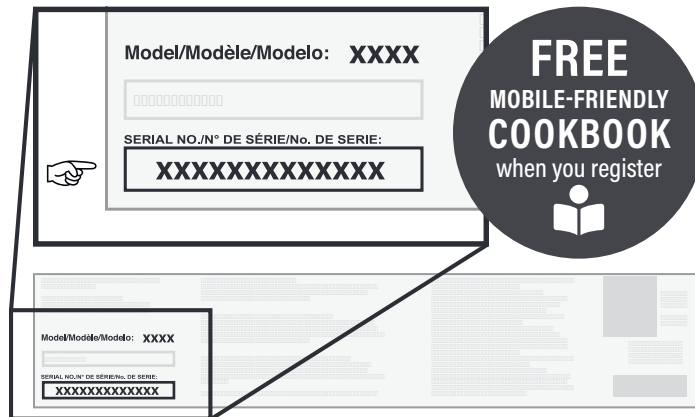 Model/Modèle/Modelo: XXXX
SERIAL NO./N° DE SÉRIE/No. DE SERIE:
XXXXXXXXXXXXX
FREE
MOBILE-FRIENDLY
COOKBOOK
when you register
Model/Modèle/Modelo: XXXX
SERIAL NO./N° DE SÉRIE/No. DE SERIE:
XXXXXXXXXXXXX